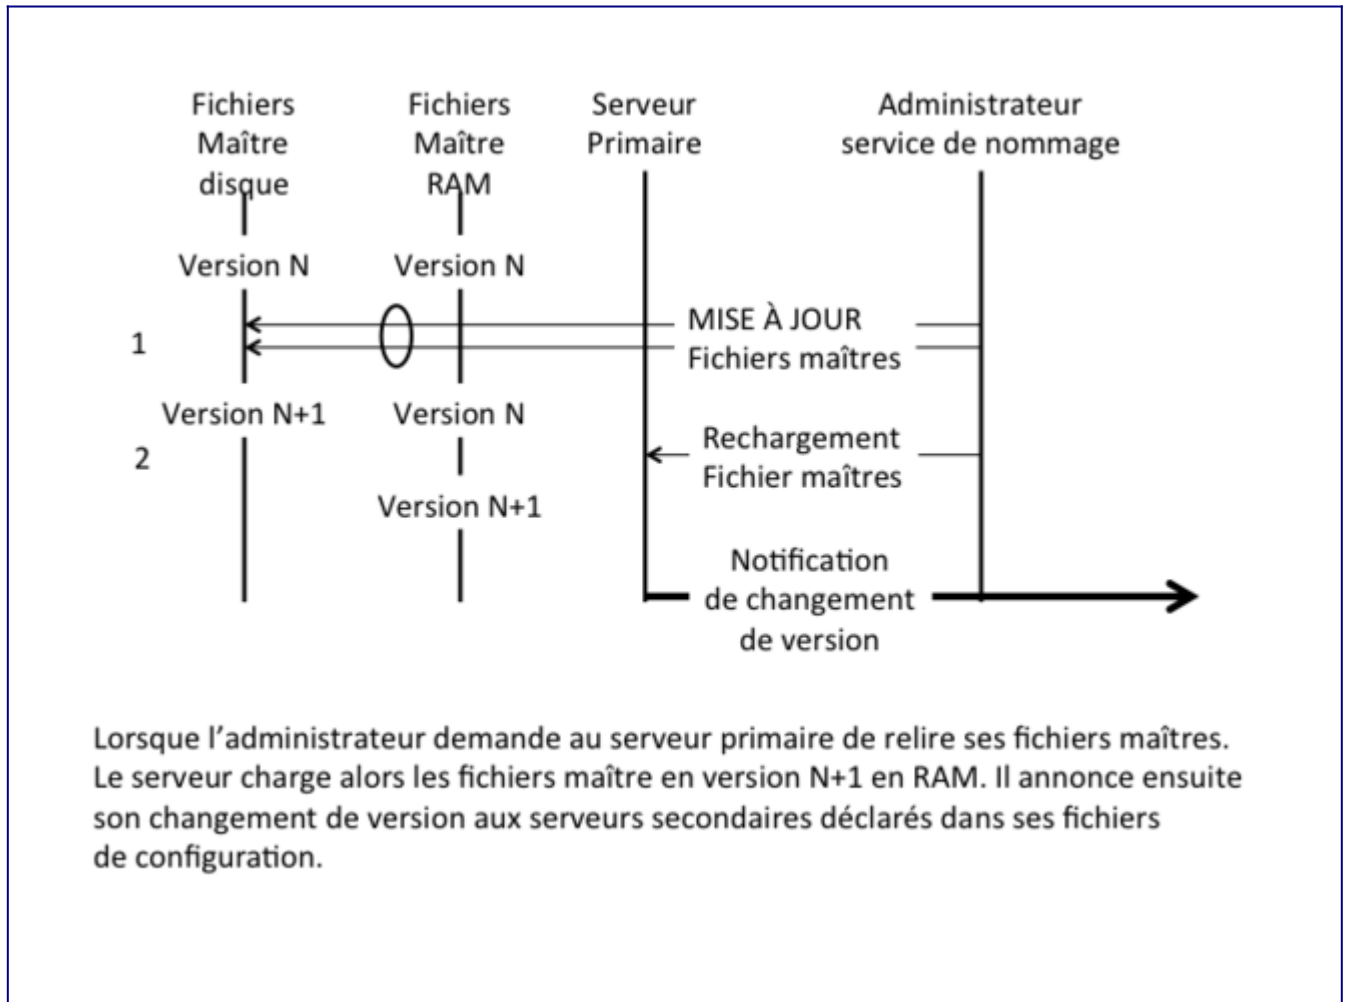 Fichiers
Maître
disque
Fichiers
Maître
RAM
Serveur
Primaire
Administrateur
service de nommage
Version N
Version N
1
MISE À JOUR
Fichiers maîtres
Version N+1
Version N
2
Rechargement
Fichier maîtres
Version N+1
Notification
de changement
de version
Lorsque l’administrateur demande au serveur primaire de relire ses fichiers maîtres.
Le serveur charge alors les fichiers maître en version N+1 en RAM. Il annonce ensuite
son changement de version aux serveurs secondaires déclarés dans ses fichiers
de configuration.